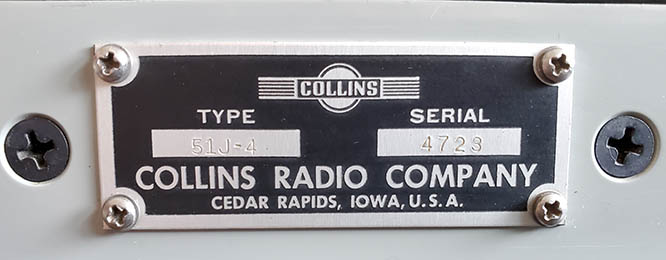 COLLINS
TYPE SERIAL
51J-4 4723
COLLINS RADIO COMPANY
CEDAR RAPIDS, IOWA, U.S.A.